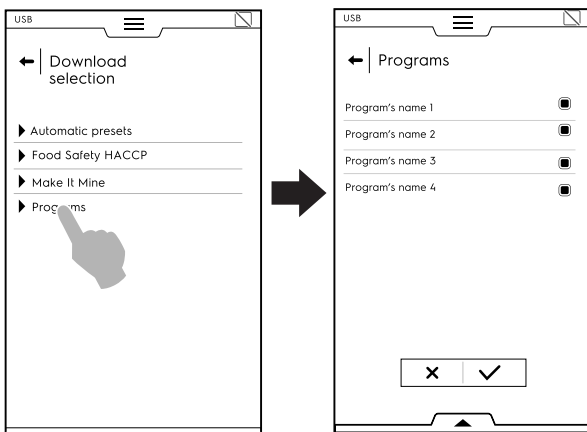 USB
Download
selection
Automatic presets
Food Safety HACCP
Make It Mine
Programs
USB
Programs
Program's name 1
Program's name 2
Program's name 3
Program's name 4